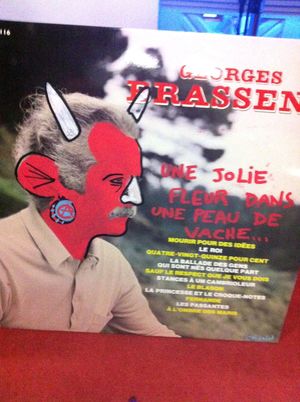 116
GEORGES
BRASSEN
UNE JOLIE
FLEUR DANS
UNE PEAU DE
VACHE...
MOURIR POUR DES IDÉES
LE ROI
QUATRE-VINGT-QUINZE POUR CENT
LA BALLADE DES GENS
QUI SONT NÉS QUELQUE PART
SAUF LE RESPECT QUE JE VOUS DOIS
STANCES À UN CAMBRIOLEUR
LE BLASON
LA PRINCESSE ET LE CROQUE-NOTES
FERNANDE
LES PASSANTES
A L'OMBRE DES MARIS